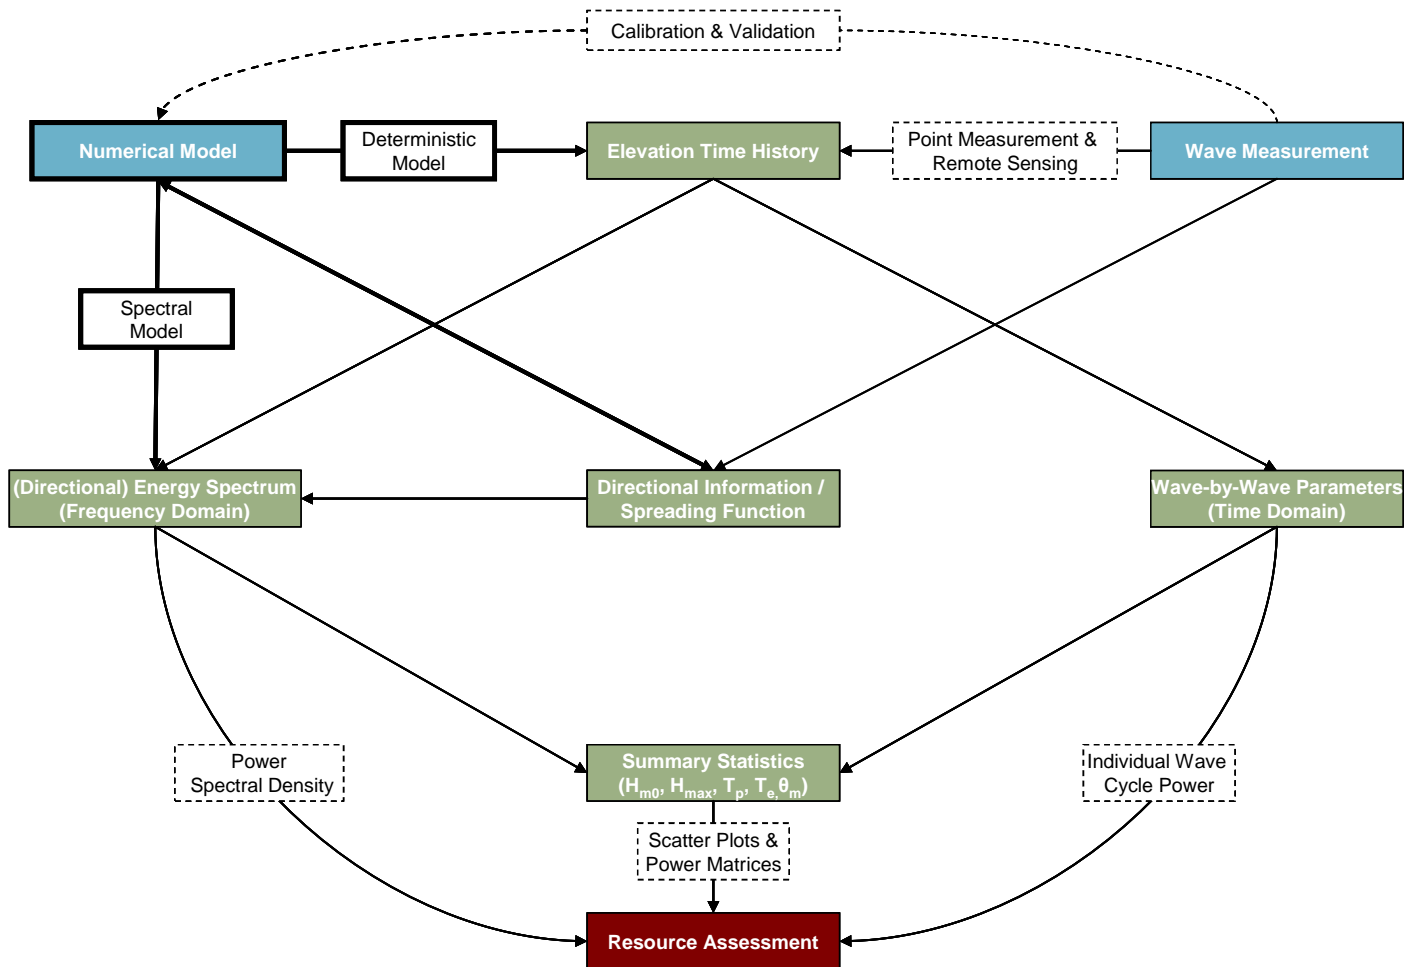 Calibration & Validation
Numerical Model
Deterministic
Model
Elevation Time History
Point Measurement &
Remote Sensing
Wave Measurement
Spectral
Model
(Directional) Energy Spectrum
(Frequency Domain)
Directional Information /
Spreading Function
Wave-by-Wave Parameters
(Time Domain)
Power
Spectral Density
Summary Statistics
(Hm0, Hmax, Tp, Te,θm)
Individual Wave
Cycle Power
Scatter Plots &
Power Matrices
Resource Assessment